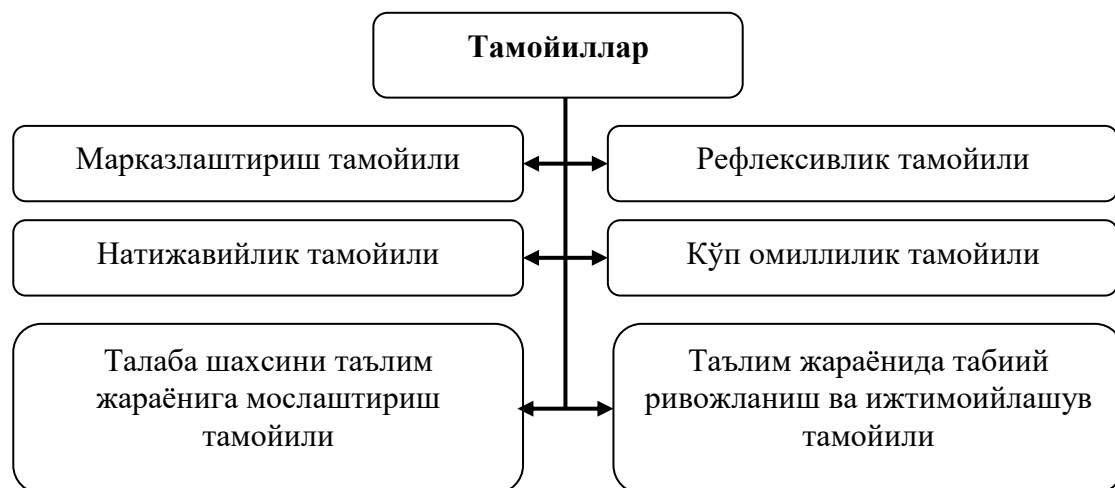 Тамойиллар
Марказлаштириш тамойили
Рефлексивлик тамойили
Натижавийлик тамойили
Кўп омиллилик тамойили
Талаба шахсини таълим
жараёнига мослаштириш
тамойили
Таълим жараёнида табиий
ривожланиш ва ижтимоийлашув
тамойили